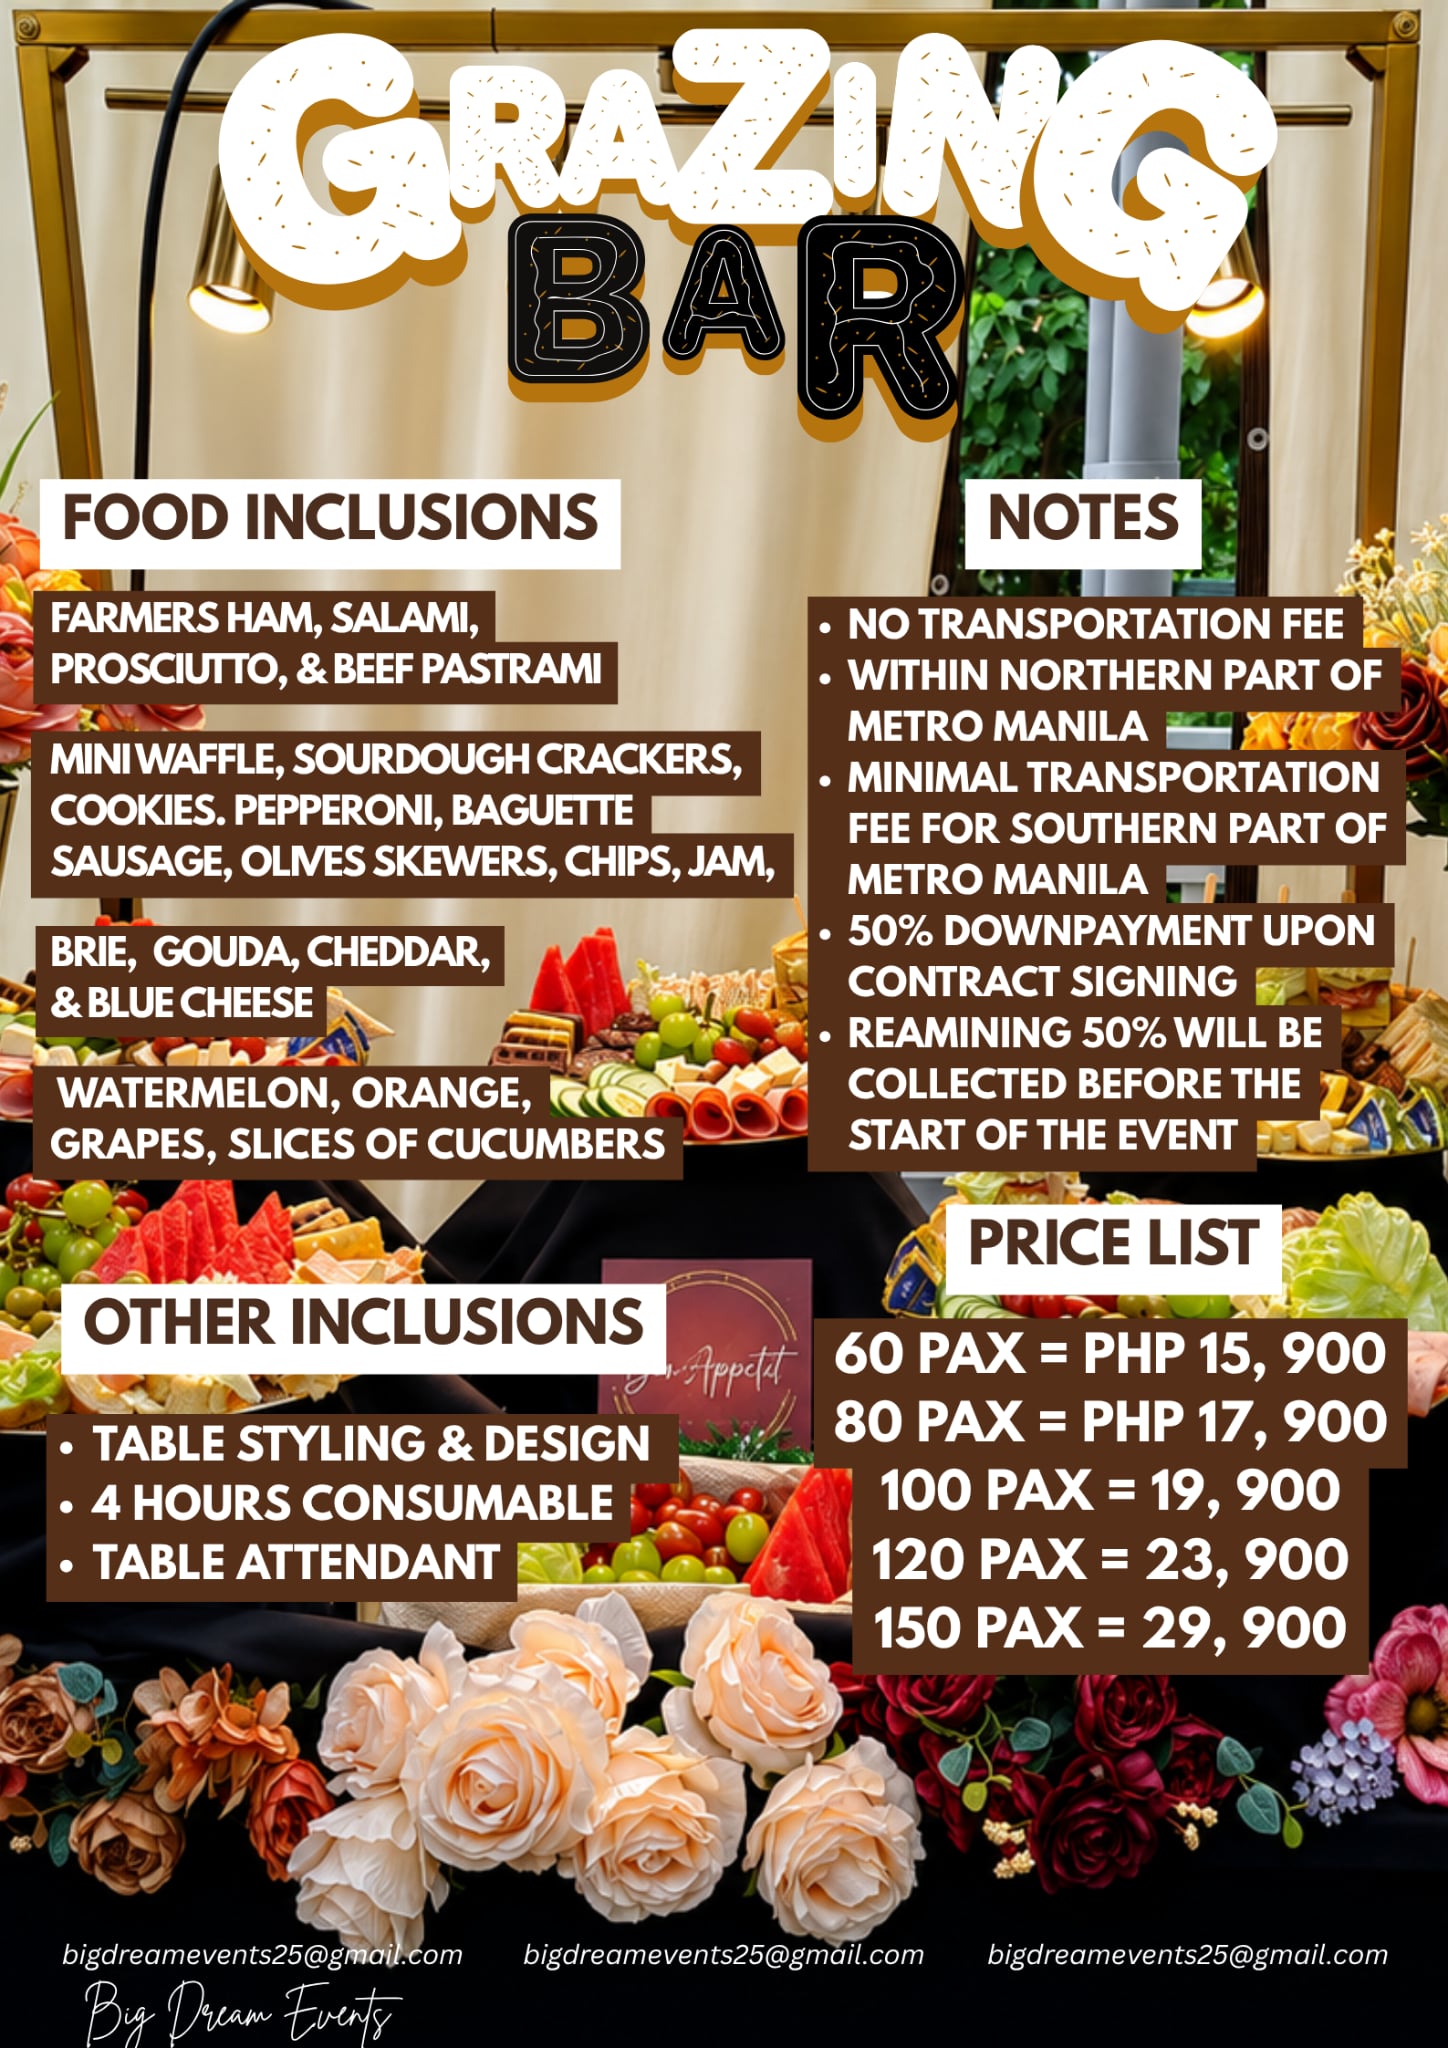 GRAZING
BAR
FOOD INCLUSIONS
FARMERS HAM, SALAMI,
PROSCIUTTO, & BEEF PASTRAMI
MINI WAFFLE, SOURDOUGH CRACKERS,
COOKIES. PEPPERONI, BAGUETTE
SAUSAGE, OLIVES SKEWERS, CHIPS, JAM,
BRIE, GOUDA, CHEDDAR,
& BLUE CHEESE
WATERMELON, ORANGE,
GRAPES, SLICES OF CUCUMBERS
OTHER INCLUSIONS
• TABLE STYLING & DESIGN
• 4 HOURS CONSUMABLE
• TABLE ATTENDANT
NOTES
• NO TRANSPORTATION FEE
• WITHIN NORTHERN PART OF
METRO MANILA
• MINIMAL TRANSPORTATION
FEE FOR SOUTHERN PART OF
METRO MANILA
• 50% DOWNPAYMENT UPON
CONTRACT SIGNING
• REAMINING 50% WILL BE
COLLECTED BEFORE THE
START OF THE EVENT
PRICE LIST
60 PAX = PHP 15, 900
80 PAX = PHP 17, 900
100 PAX = 19, 900
120 PAX = 23, 900
150 PAX = 29, 900
Appetit
bigdreamevents25@gmail.com bigdreamevents25@gmail.com bigdreamevents25@gmail.com
Big Dream Events